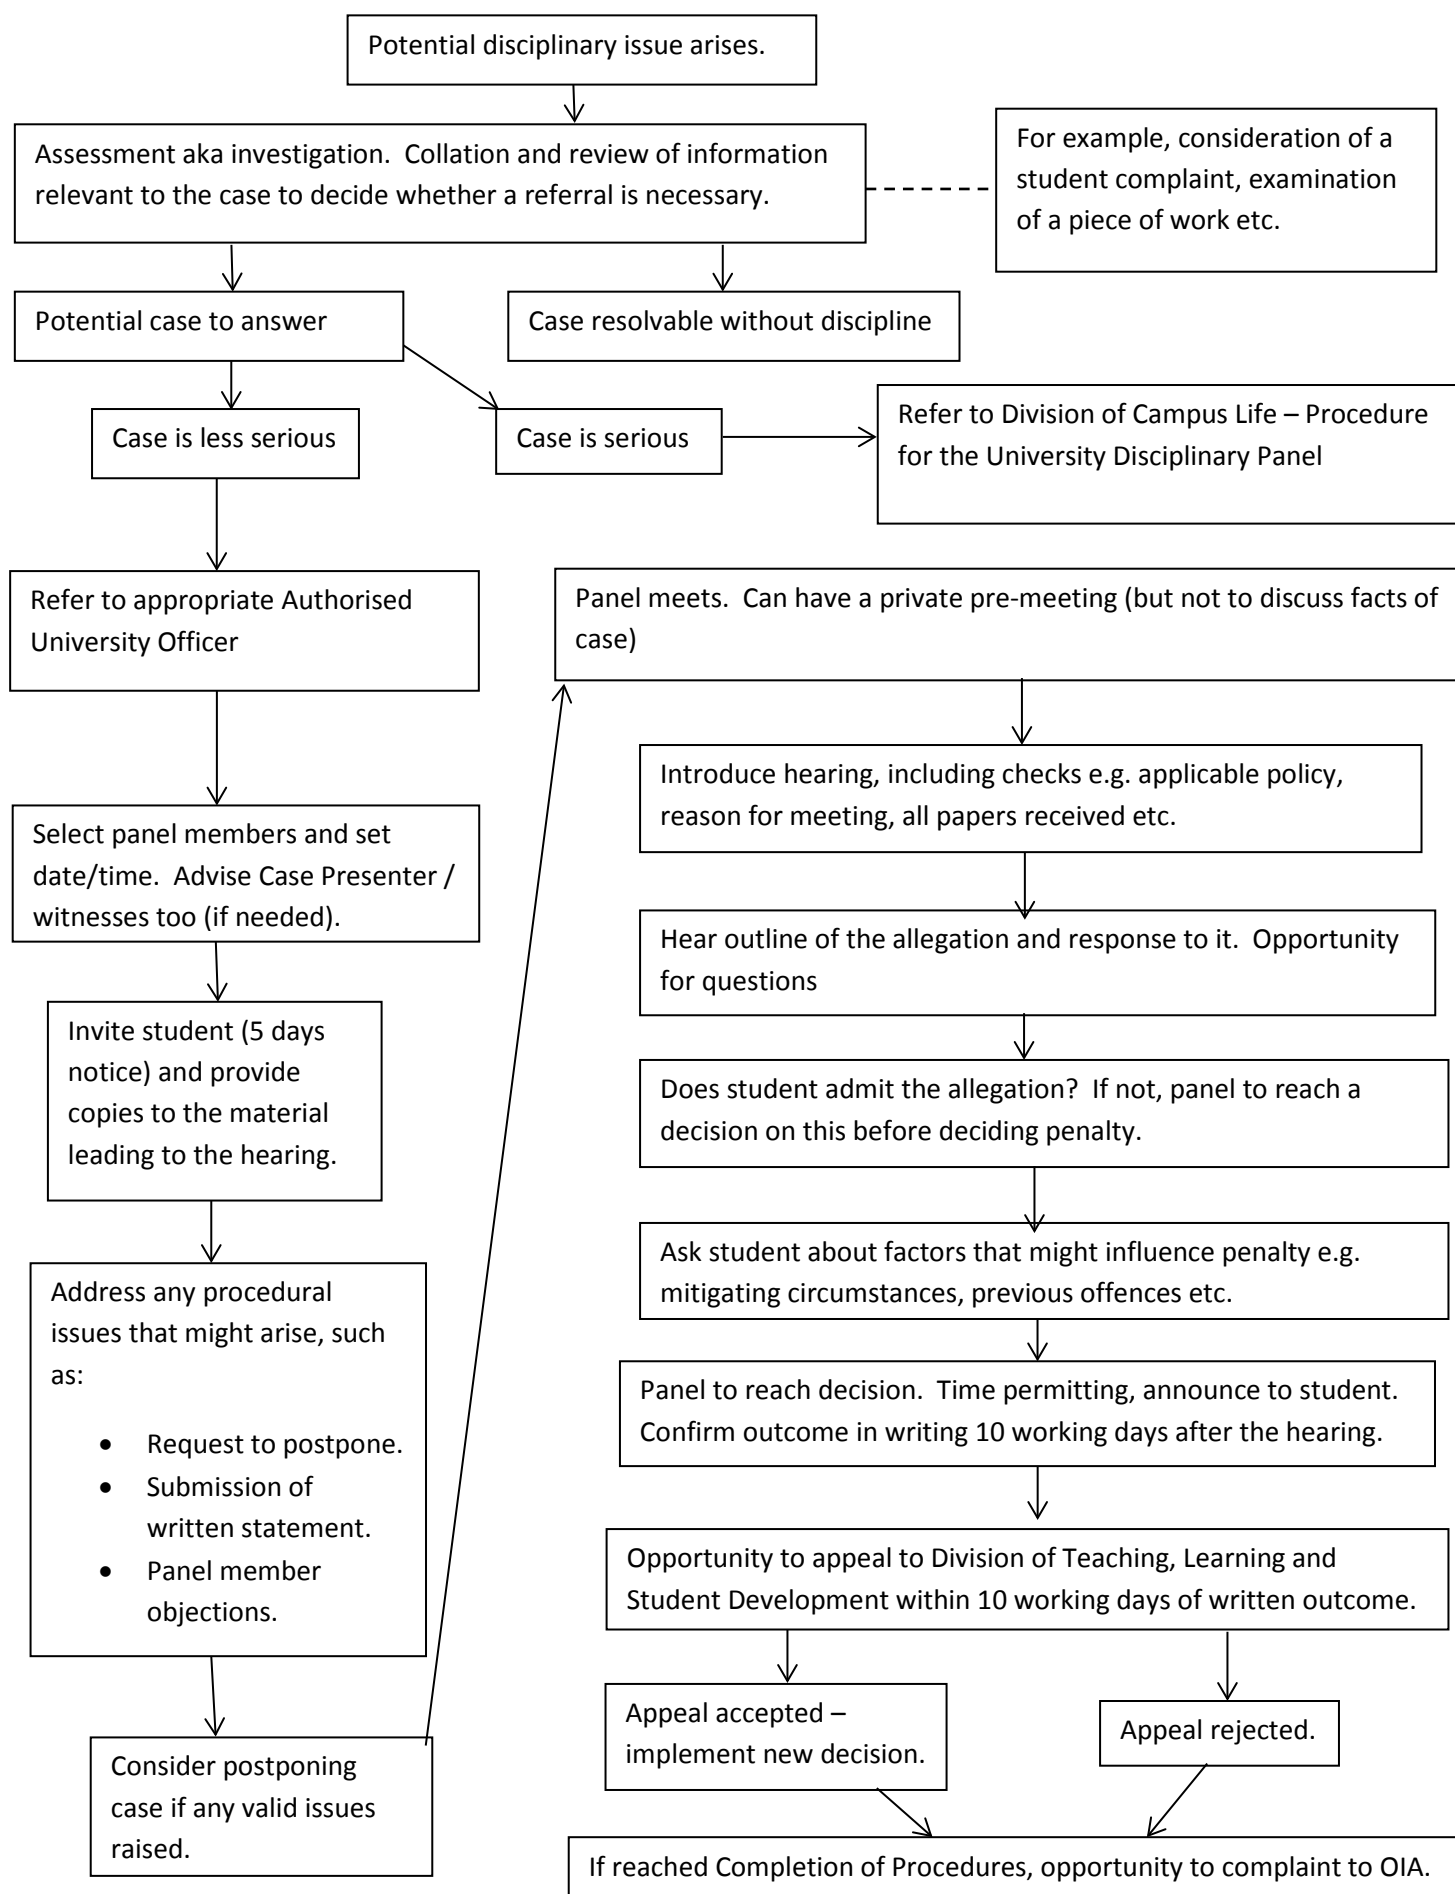 Potential disciplinary issue arises.
Assessment aka investigation.  Collation and review of information
relevant to the case to decide whether a referral is necessary.
For example, consideration of a
student complaint, examination
of a piece of work etc.
Potential case to answer
Case resolvable without discipline
Case is less serious
Case is serious
Refer to Division of Campus Life – Procedure
for the University Disciplinary Panel
Refer to appropriate Authorised
University Officer
Select panel members and set
date/time.  Advise Case Presenter /
witnesses too (if needed).
Invite student (5 days
notice) and provide
copies to the material
leading to the hearing.
Address any procedural
issues that might arise, such
as:
• Request to postpone.
• Submission of
written statement.
• Panel member
objections.
Consider postponing
case if any valid issues
raised.
Panel meets.  Can have a private pre-meeting (but not to discuss facts of
case)
Introduce hearing, including checks e.g. applicable policy,
reason for meeting, all papers received etc.
Hear outline of the allegation and response to it.  Opportunity
for questions
Does student admit the allegation?  If not, panel to reach a
decision on this before deciding penalty.
Ask student about factors that might influence penalty e.g.
mitigating circumstances, previous offences etc.
Panel to reach decision.  Time permitting, announce to student.
Confirm outcome in writing 10 working days after the hearing.
Opportunity to appeal to Division of Teaching, Learning and
Student Development within 10 working days of written outcome.
Appeal accepted –
implement new decision.
Appeal rejected.
If reached Completion of Procedures, opportunity to complaint to OIA.